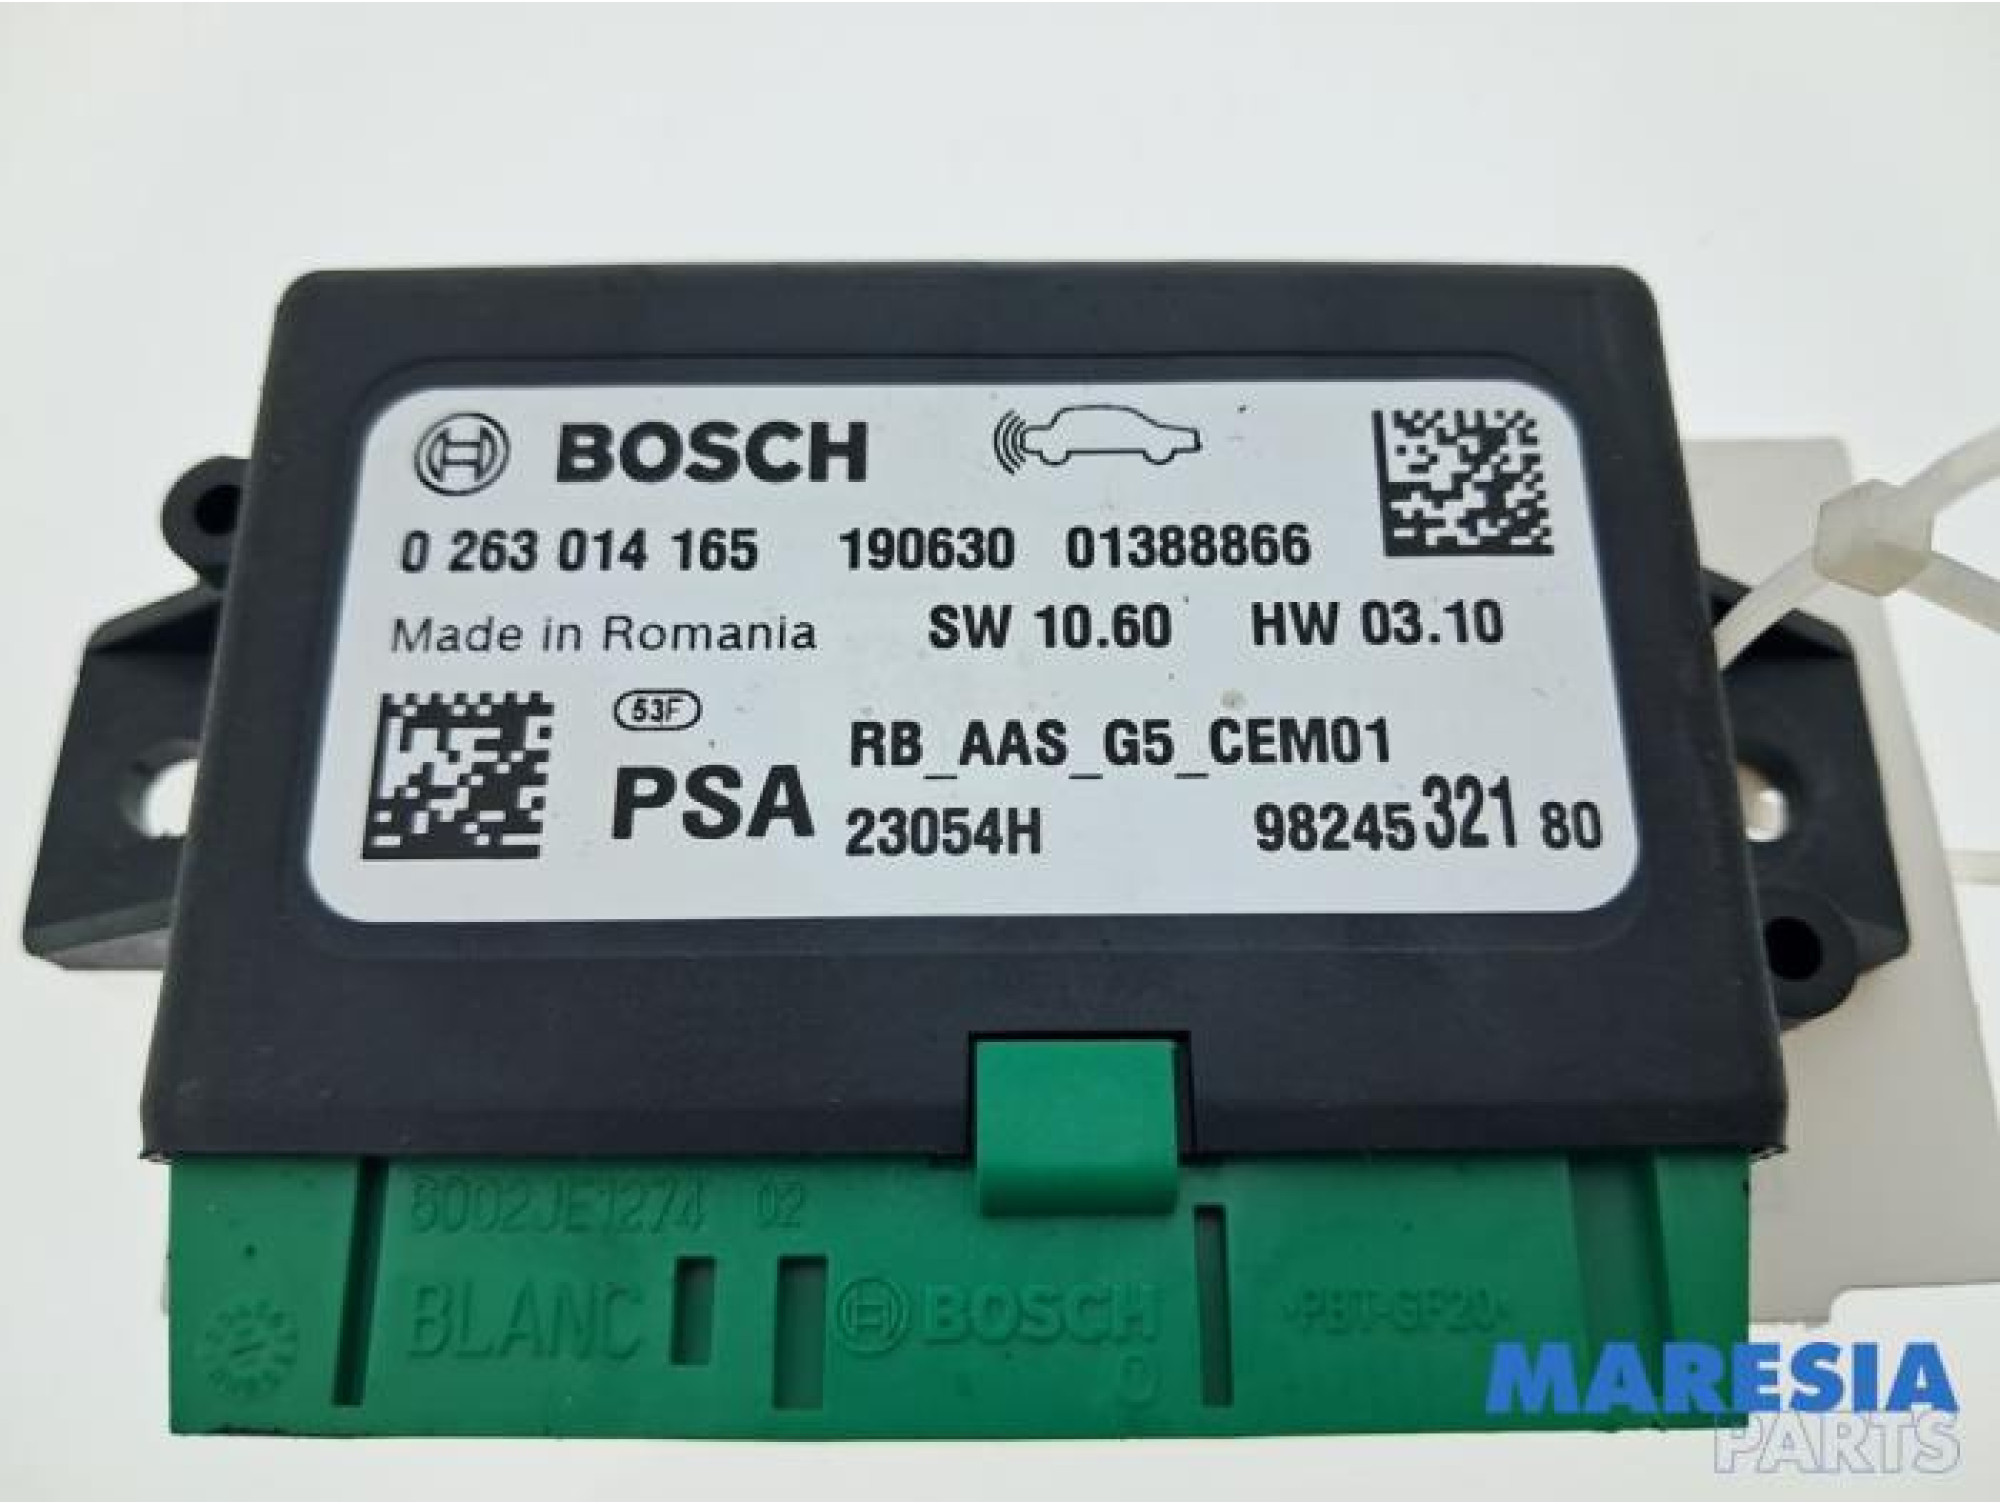 BOSCH
0 263 014 165 190630 01388866
Made in Romania SW 10.60 HW 03.10
53F
PSA RB_AAS_G5_CEM01
23054H 98245 321 80
6002JE1274 02
BLANC BOSCH >PBT-GF20<
MARESIA
PARTS